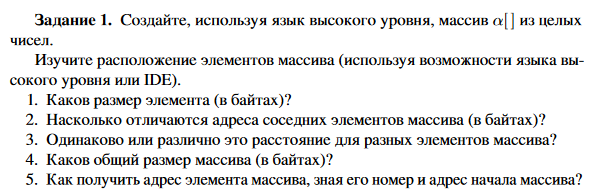 Задание 1. Создайте, используя язык высокого уровня, массив α[] из целых
чисел.
Изучите расположение элементов массива (используя возможности языка вы-
сокого уровня или IDE).
1. Каков размер элемента (в байтах)?
2. Насколько отличаются адреса соседних элементов массива (в байтах)?
3. Одинаково или различно это расстояние для разных элементов массива?
4. Каков общий размер массива (в байтах)?
5. Как получить адрес элемента массива, зная его номер и адрес начала массива?